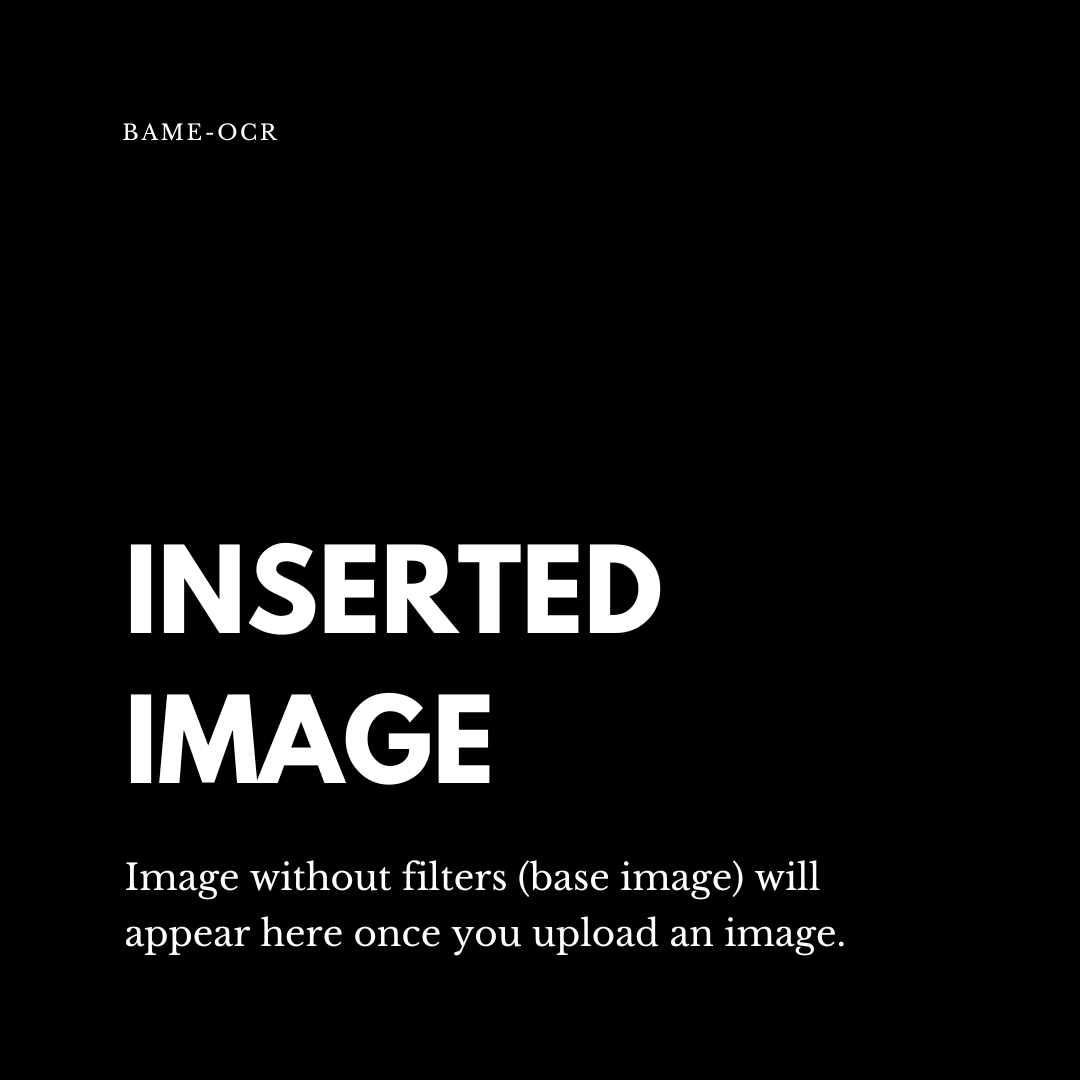 BAME-OCR
INSERTED
IMAGE
Image without filters (base image) will
appear here once you upload an image.